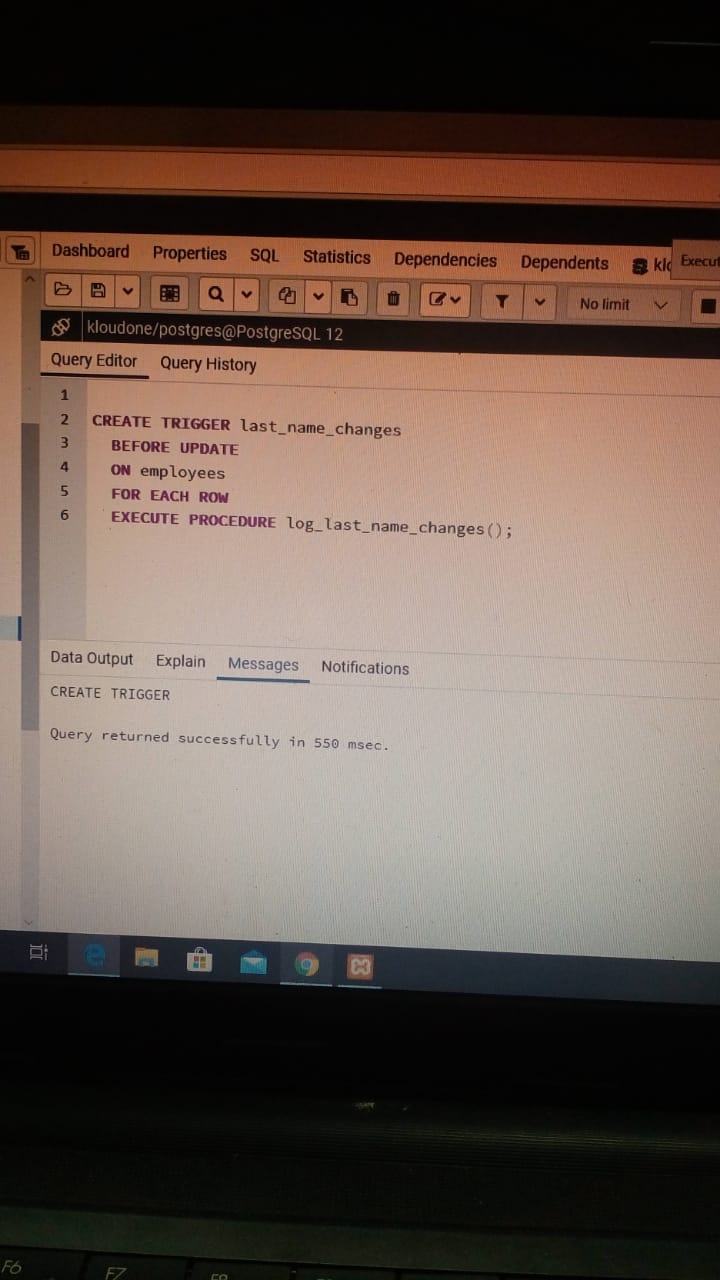 Dashboard Properties SQL Statistics Dependencies Dependents
No limit
kloudone/postgres@PostgreSQL 12
Query Editor Query History
1
2 CREATE TRIGGER last_name_changes
3 BEFORE UPDATE
4 ON employees
5 FOR EACH ROW
6 EXECUTE PROCEDURE log_last_name_changes();
Data Output Explain Messages Notifications
CREATE TRIGGER
Query returned successfully in 550 msec.
F6 F7